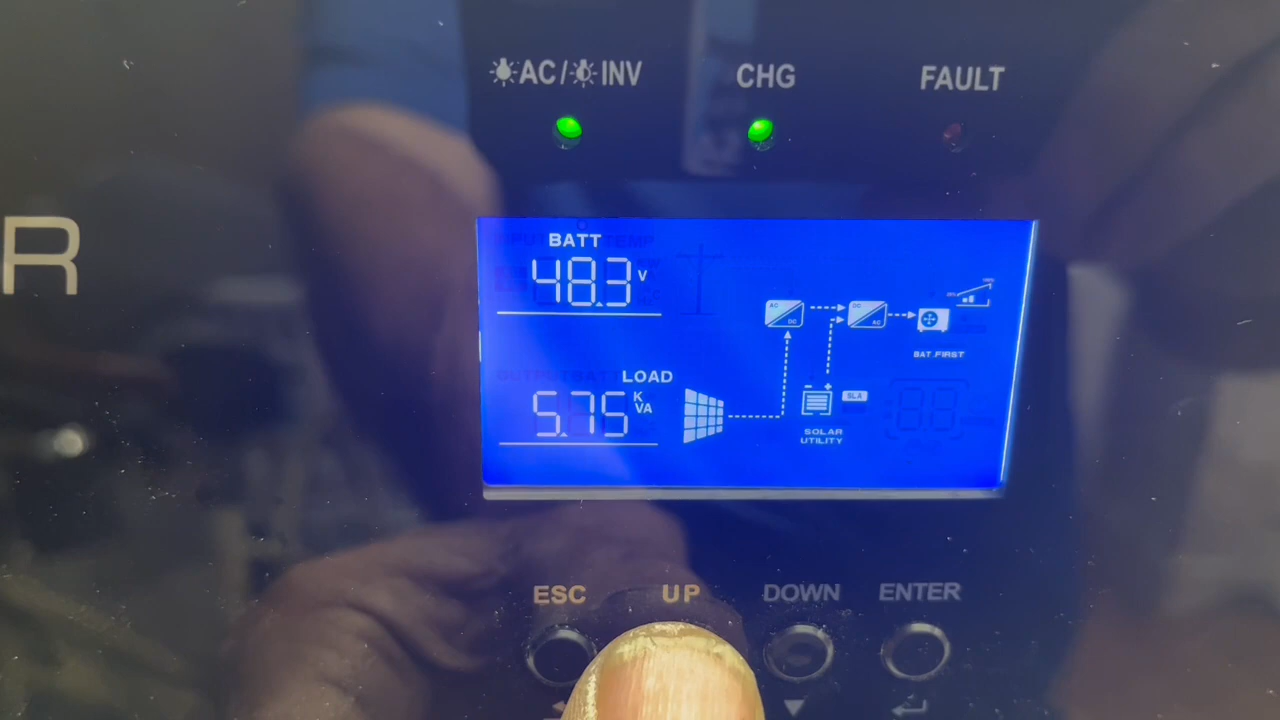 AC/ INV CHG FAULT
R
BATT
48.3 V
LOAD
5.75 KVA
AC
DC
DC
AC
BAT.FIRST
SLA
SOLAR
UTILITY
ESC UP DOWN ENTER